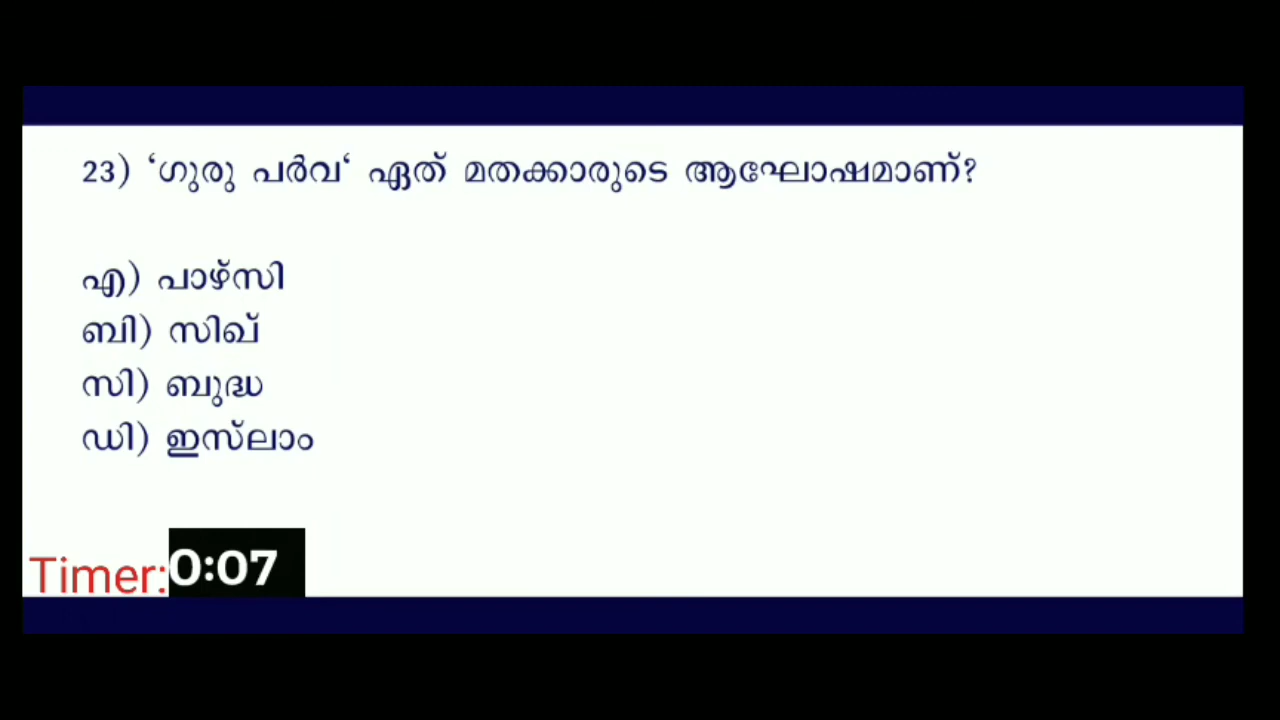 23) ‘ഗുരു പർവ‘ ഏത് മതക്കാരുടെ ആഘോഷമാണ്?
എ) പാഴ്സി
ബി) സിഖ്
സി) ബുദ്ധ
ഡി) ഇസ്‌ലാം
Timer:0:07